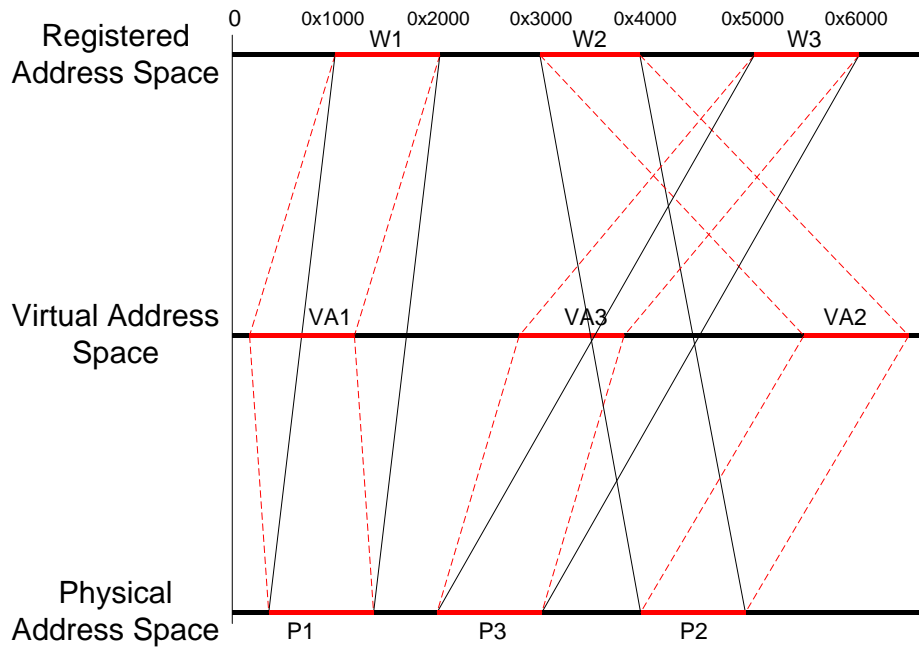 0 0x1000 0x2000 0x3000 0x4000 0x5000 0x6000
Registered
Address Space
W1 W2 W3
Virtual Address
Space
VA1 VA3 VA2
Physical
Address Space
P1 P3 P2